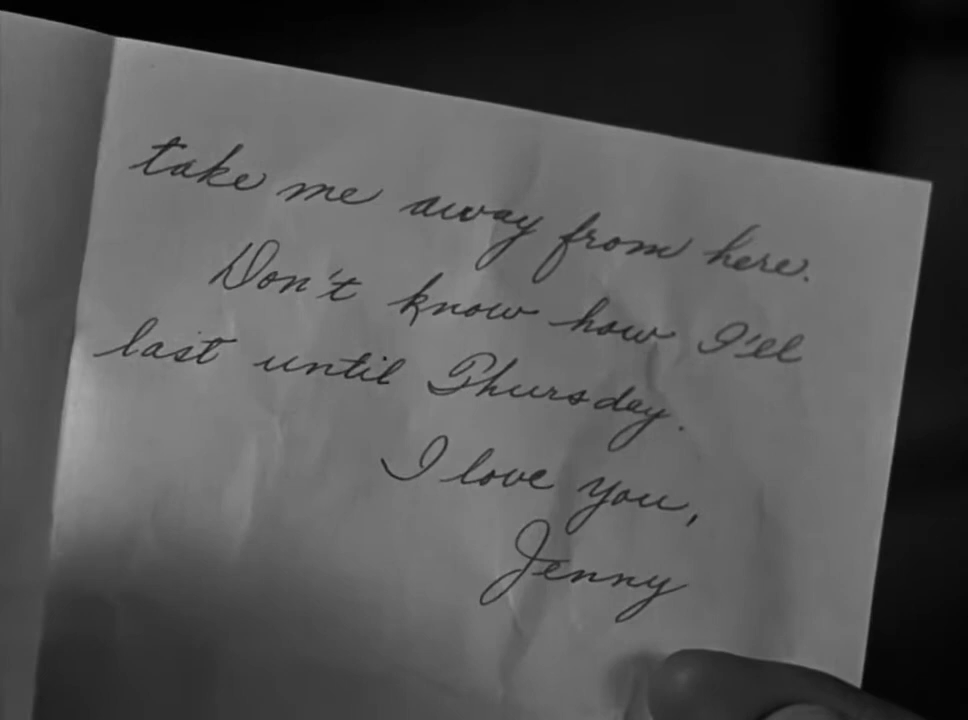 take me away from here.
Don't know how I'll
last until Thursday.
I love you,
Jenny